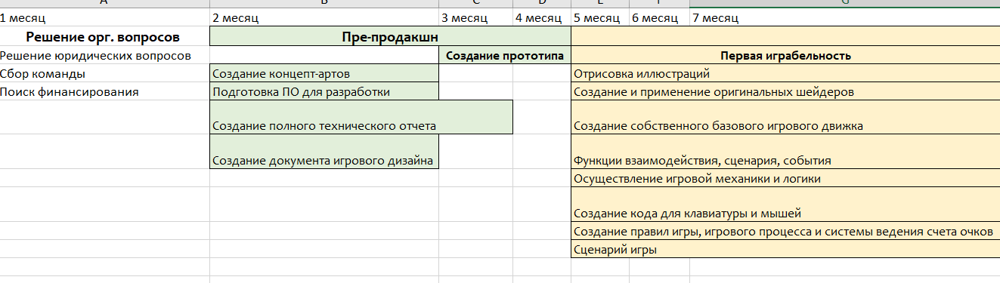 A B C D E F G
1 месяц 2 месяц 3 месяц 4 месяц 5 месяц 6 месяц 7 месяц
Решение орг. вопросов Пре-продакшн
Решение юридических вопросов Создание прототипа Первая играбельность
Сбор команды Создание концепт-артов Отрисовка иллюстраций
Поиск финансирования Подготовка ПО для разработки Создание и применение оригинальных шейдеров
Создание полного технического отчета Создание собственного базового игрового движка
Создание документа игрового дизайна Функции взаимодействия, сценария, события
Осуществление игровой механики и логики
Создание кода для клавиатуры и мышей
Создание правил игры, игрового процесса и системы ведения счета очков
Сценарий игры